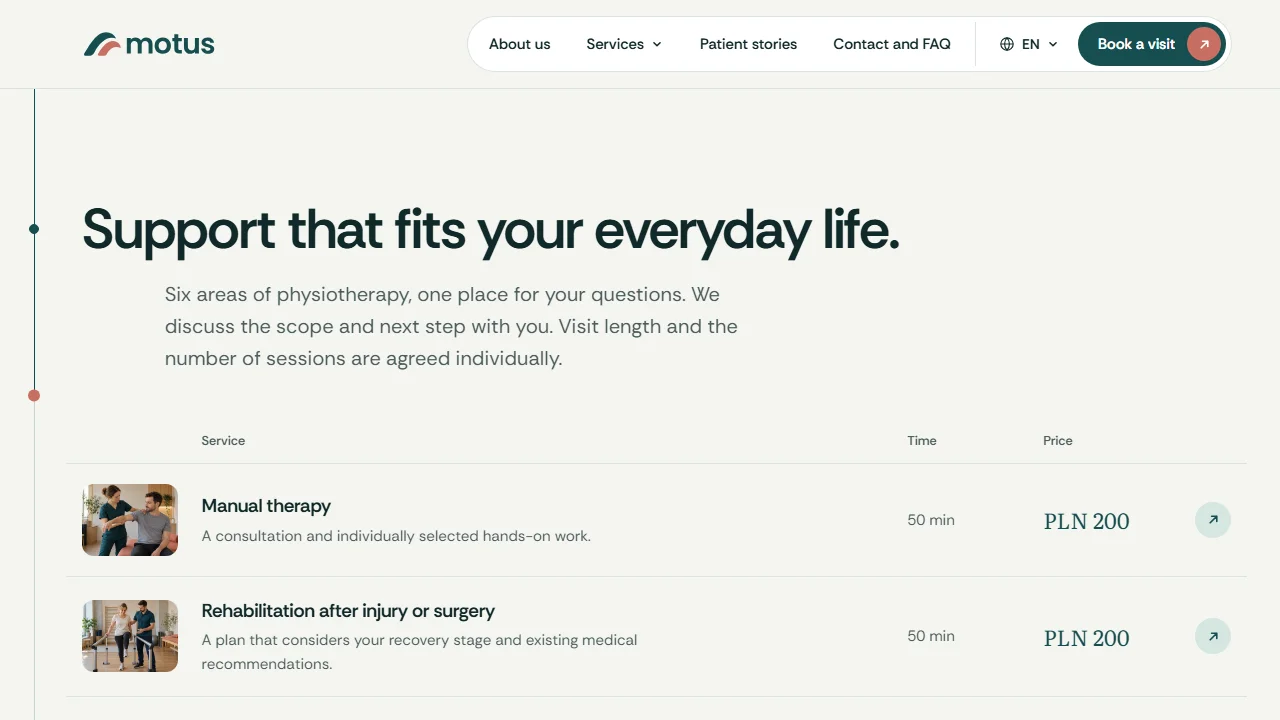 motus
About us
Services
Patient stories
Contact and FAQ
EN
Book a visit
Support that fits your everyday life.
Six areas of physiotherapy, one place for your questions. We
discuss the scope and next step with you. Visit length and the
number of sessions are agreed individually.
Service
Time
Price
Manual therapy
A consultation and individually selected hands-on work.
50 min
PLN 200
Rehabilitation after injury or surgery
A plan that considers your recovery stage and existing medical
recommendations.
50 min
PLN 200